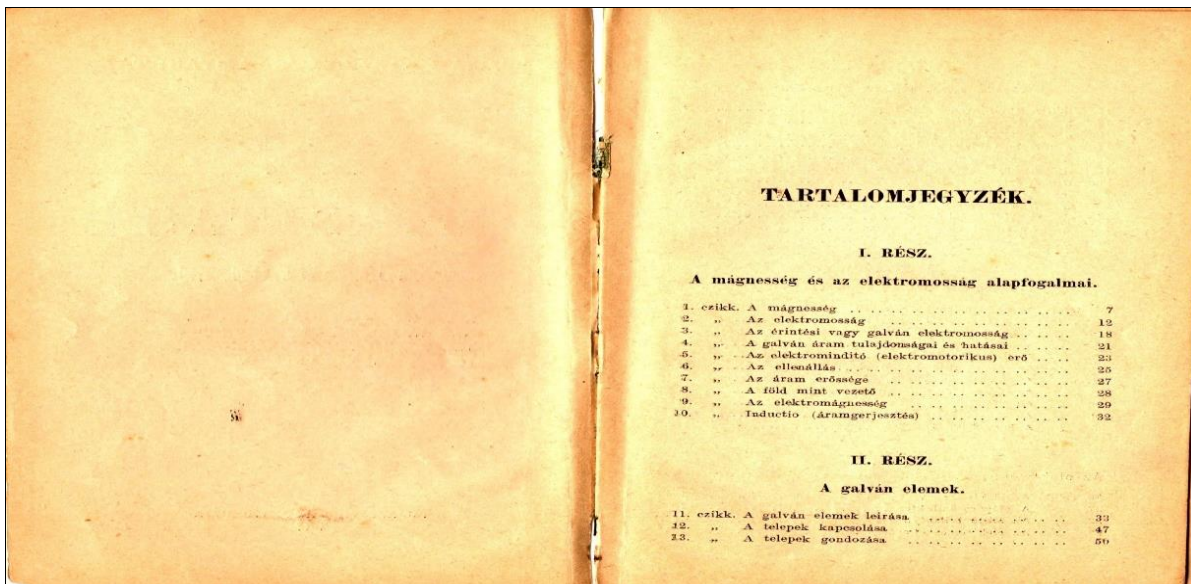 TARTALOMJEGYZÉK.
I. RÉSZ.
A mágnesség és az elektromosság alapfogalmai.
1. czikk. A mágnesség . . . . . . . . . . . . . . . . . . . 7
2. „ Az elektromosság . . . . . . . . . . . . . . . . 12
3. „ Az érintési vagy galván elektromosság . . . . . 18
4. „ A galván áram tulajdonságai és hatásai . . . . . 21
5. „ Az elektromindító (elektromotorikus) erő . . . . 23
6. „ Az ellenállás . . . . . . . . . . . . . . . . . . . 25
7. „ Az áram erőssége . . . . . . . . . . . . . . . . 27
8. „ A föld mint vezető . . . . . . . . . . . . . . . 28
9. „ Az elektromágnesség . . . . . . . . . . . . . . 29
10. „ Inductio (áramgerjesztés) . . . . . . . . . . . . 32
II. RÉSZ.
A galván elemek.
11. czikk. A galván elemek leirása . . . . . . . . . . . . 33
12. „ A telepek kapcsolása . . . . . . . . . . . . . . 47
13. „ A telepek gondozása . . . . . . . . . . . . . . 50